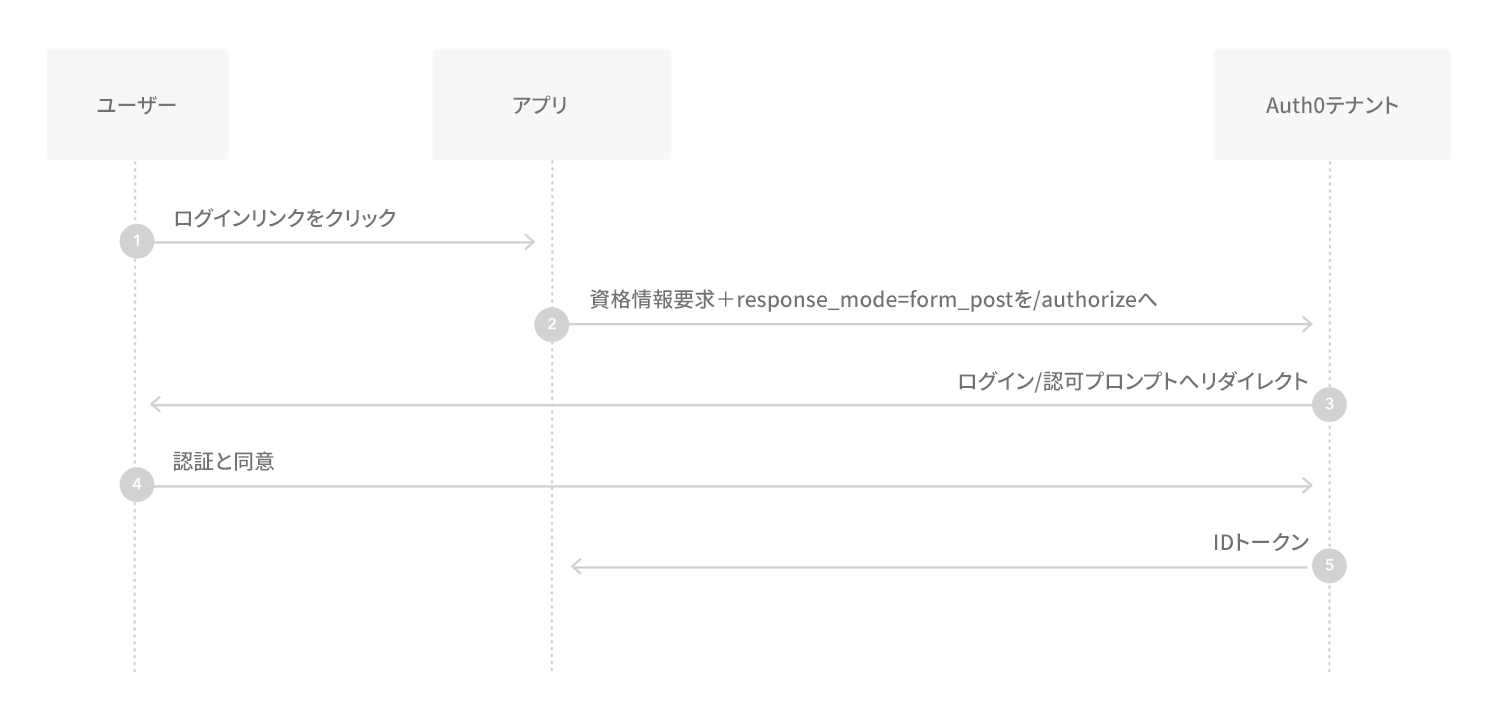 ユーザー
アプリ
Auth0テナント
ログインリンクをクリック
1
資格情報要求＋response_mode=form_postを/authorizeへ
2
ログイン/認可プロンプトへリダイレクト
3
認証と同意
4
IDトークン
5